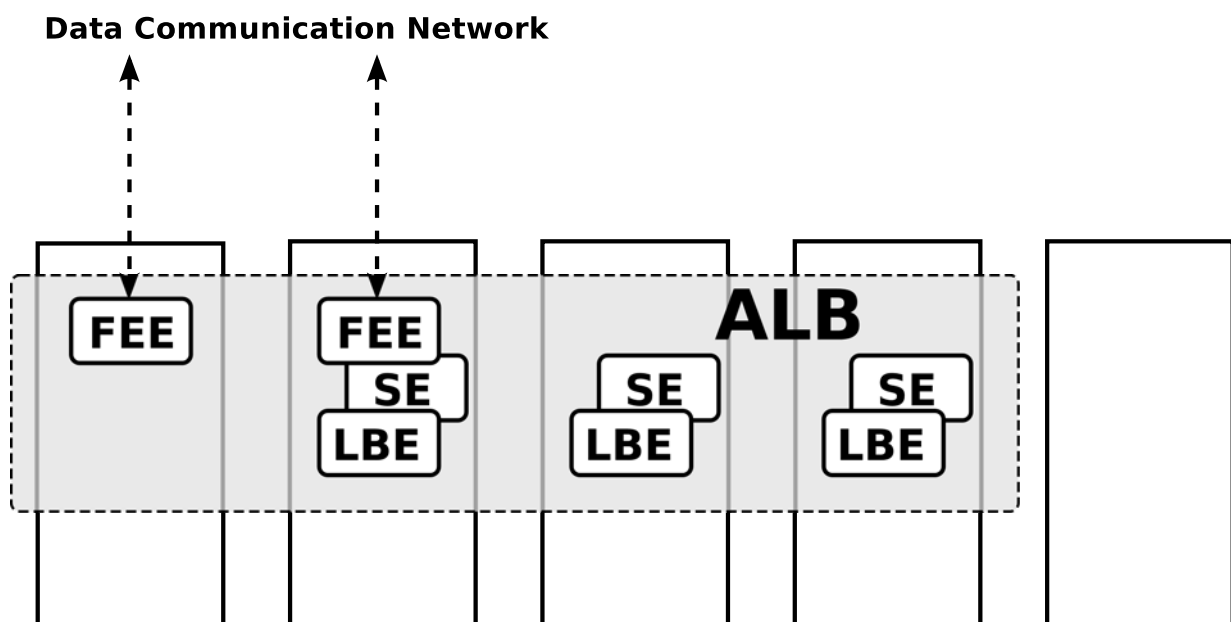 Data Communication Network
ALB
FEE
FEE
SE
SE
SE
LBE
LBE
LBE